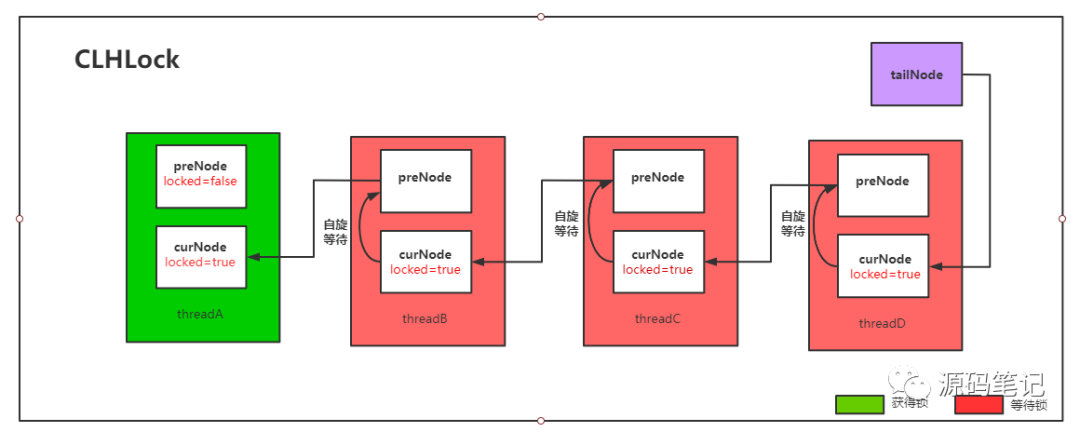 CLHLock
tailNode
preNode
locked=false
curNode
locked=true
threadA
自旋
等待
preNode
curNode
locked=true
threadB
自旋
等待
preNode
curNode
locked=true
threadC
自旋
等待
preNode
curNode
locked=true
threadD
源码笔记
获得锁
等待锁